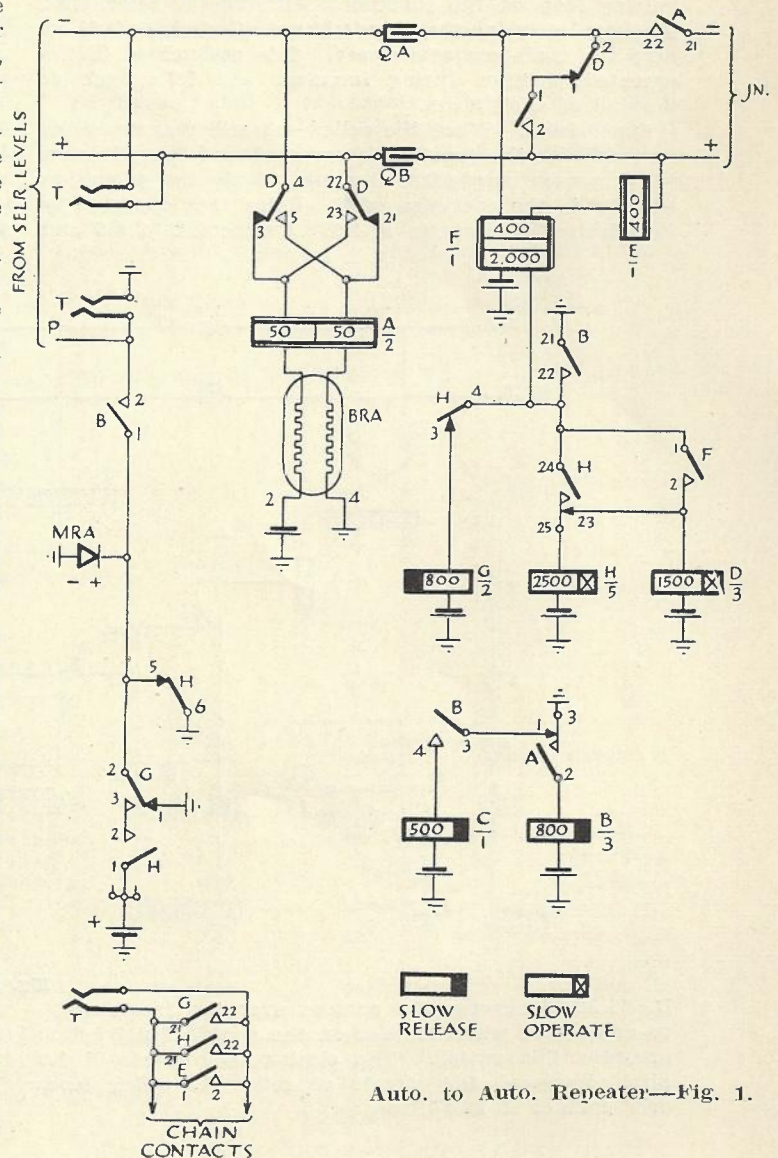 A
−
22
21
−
QA
2
D
1
JN.
1
2
+
QB
+
T
FROM SELR. LEVELS
D 4
22 D
3
5
23
21
F
1
400
2.000
400
E
1
T
P
50
50
A
2
21
B
22
2
B
1
BRA
H
4
3
24
H
1
F
2
23
25
2
4
MRA
− +
800
G
2
2500
H
5
1500
D
3
5
H
6
B
4
3
1
3
A
2
2
G
3
1
2
1
H
500
C
1
800
B
3
+
SLOW RELEASE
SLOW OPERATE
T
G
21
22
H
21
22
E
1
2
Auto. to Auto. Repeater—Fig. 1.
CHAIN
CONTACTS